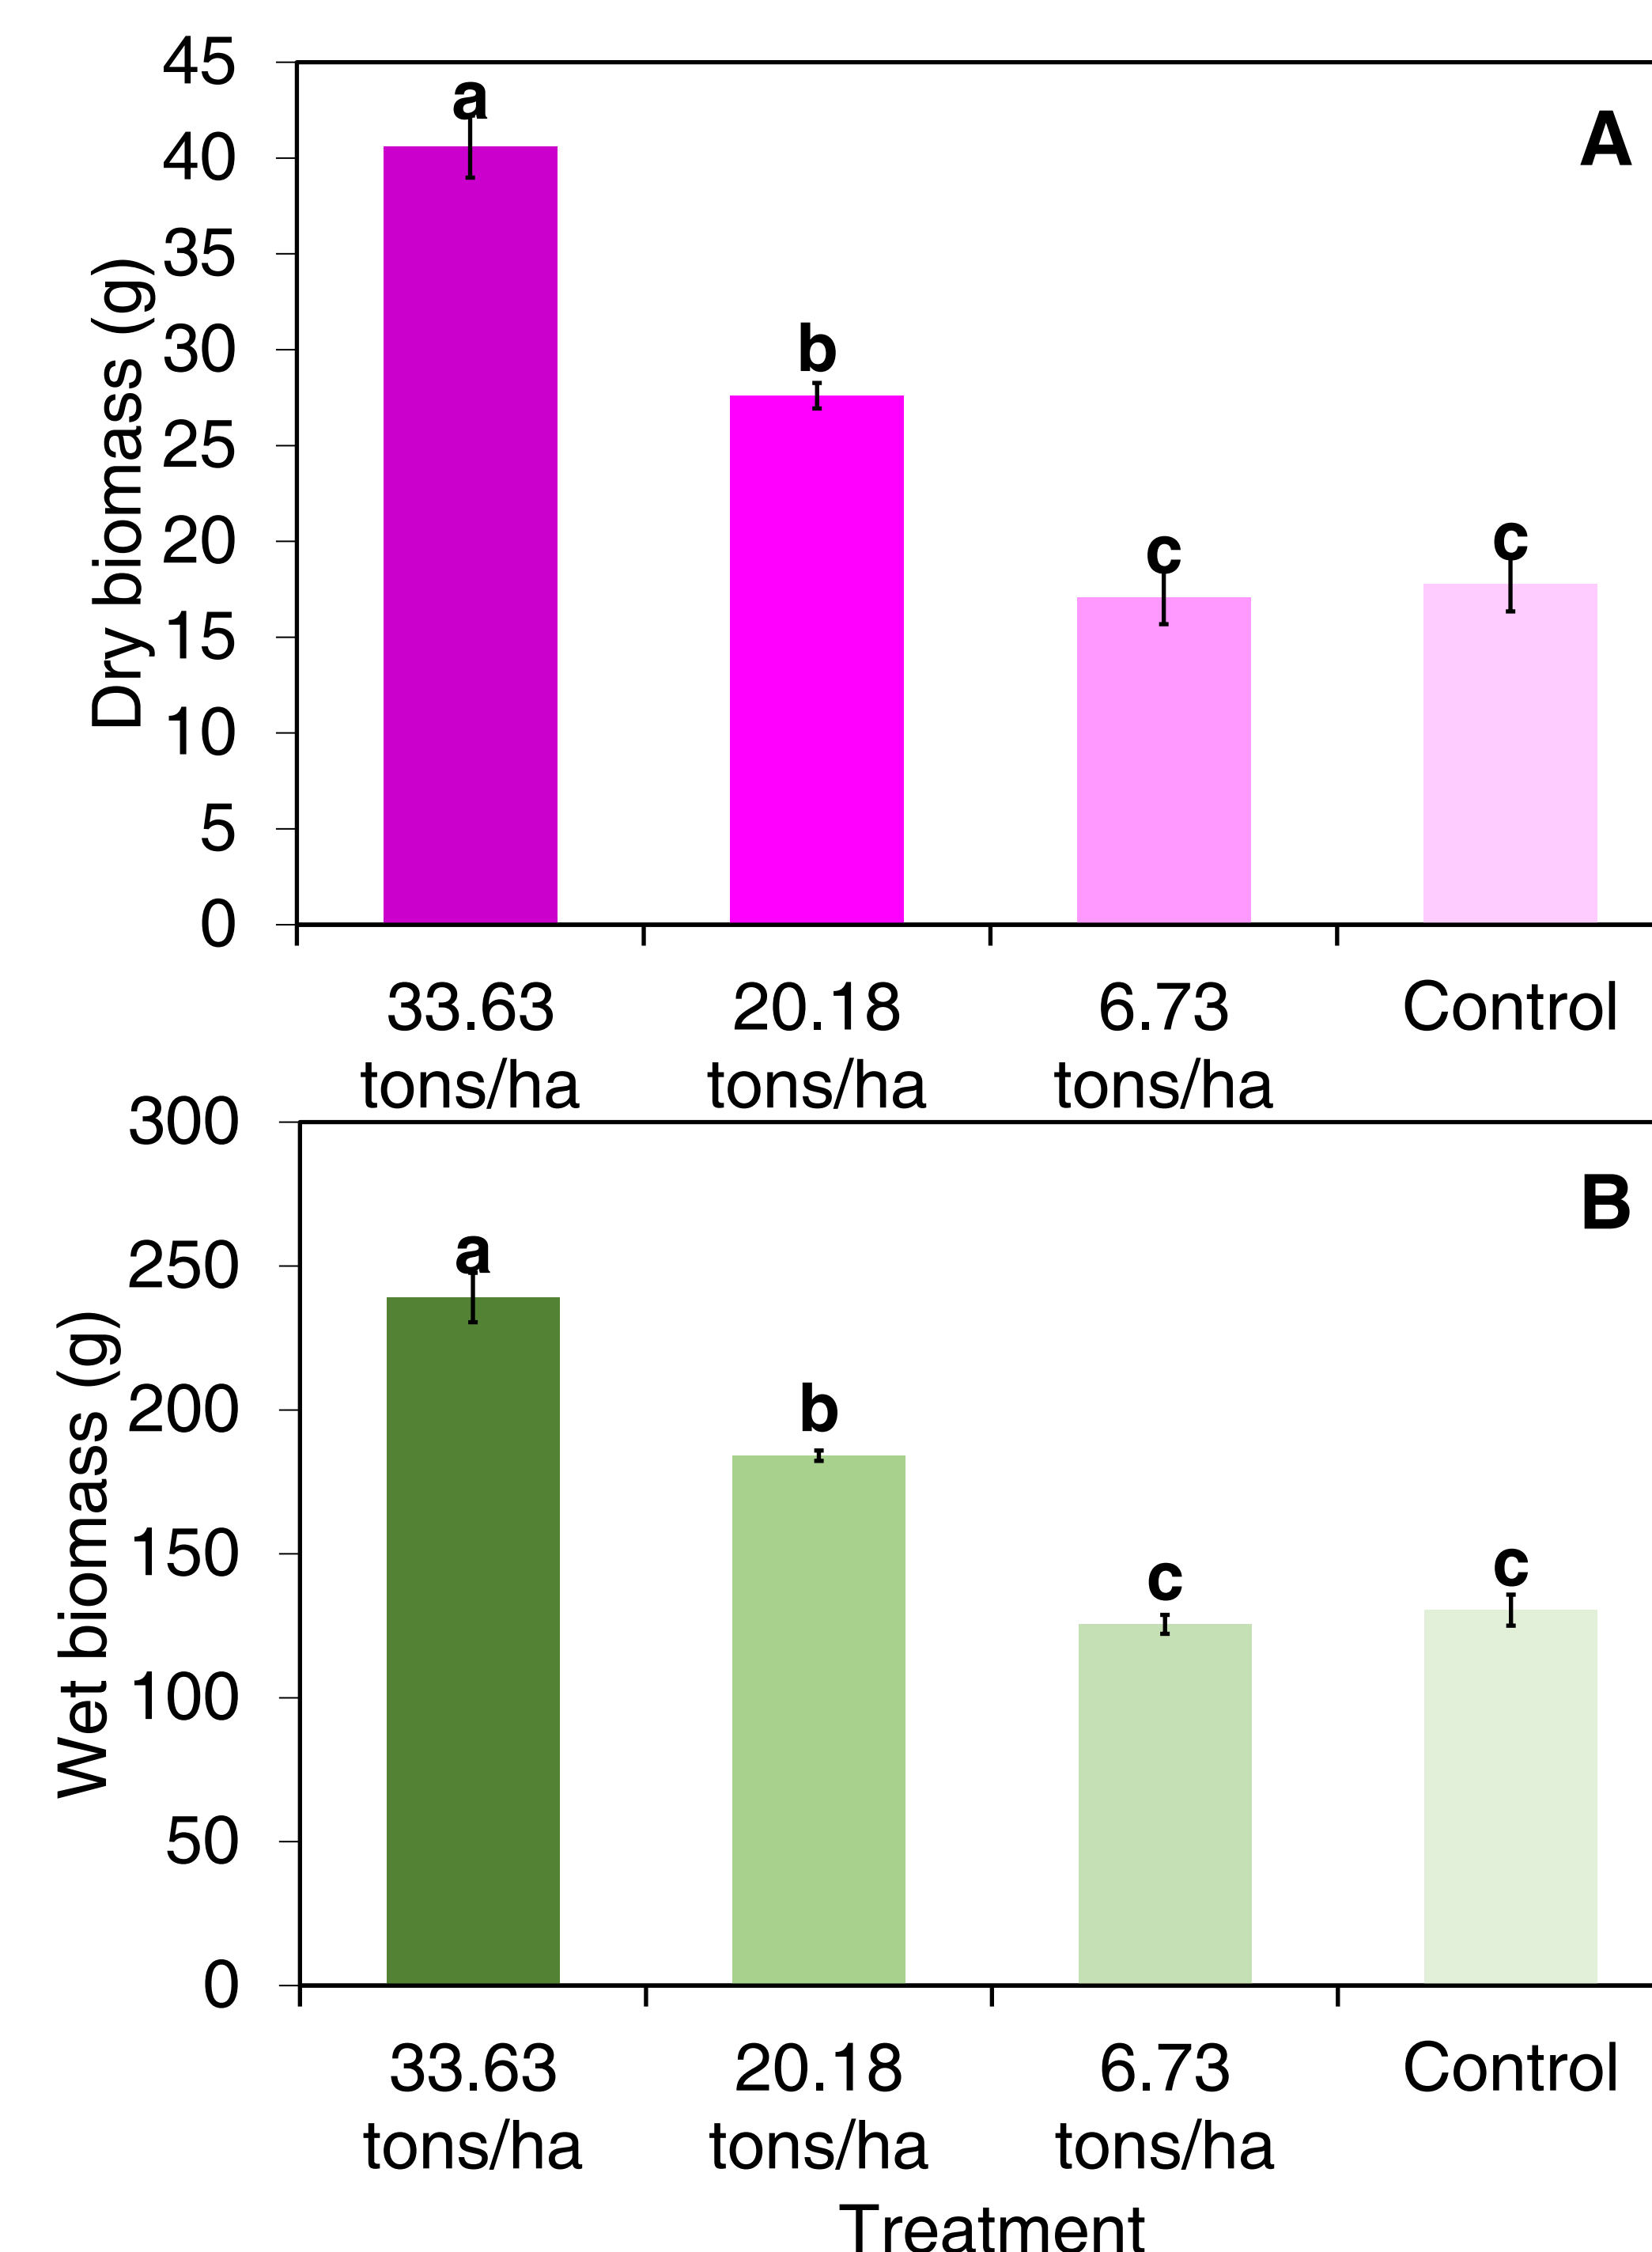 Dry biomass (g)
45
40
35
30
25
20
15
10
5
0
A
a
b
c
c
33.63 tons/ha
20.18 tons/ha
6.73 tons/ha
Control
Wet biomass (g)
300
250
200
150
100
50
0
B
a
b
c
c
33.63 tons/ha
20.18 tons/ha
6.73 tons/ha
Control
Treatment